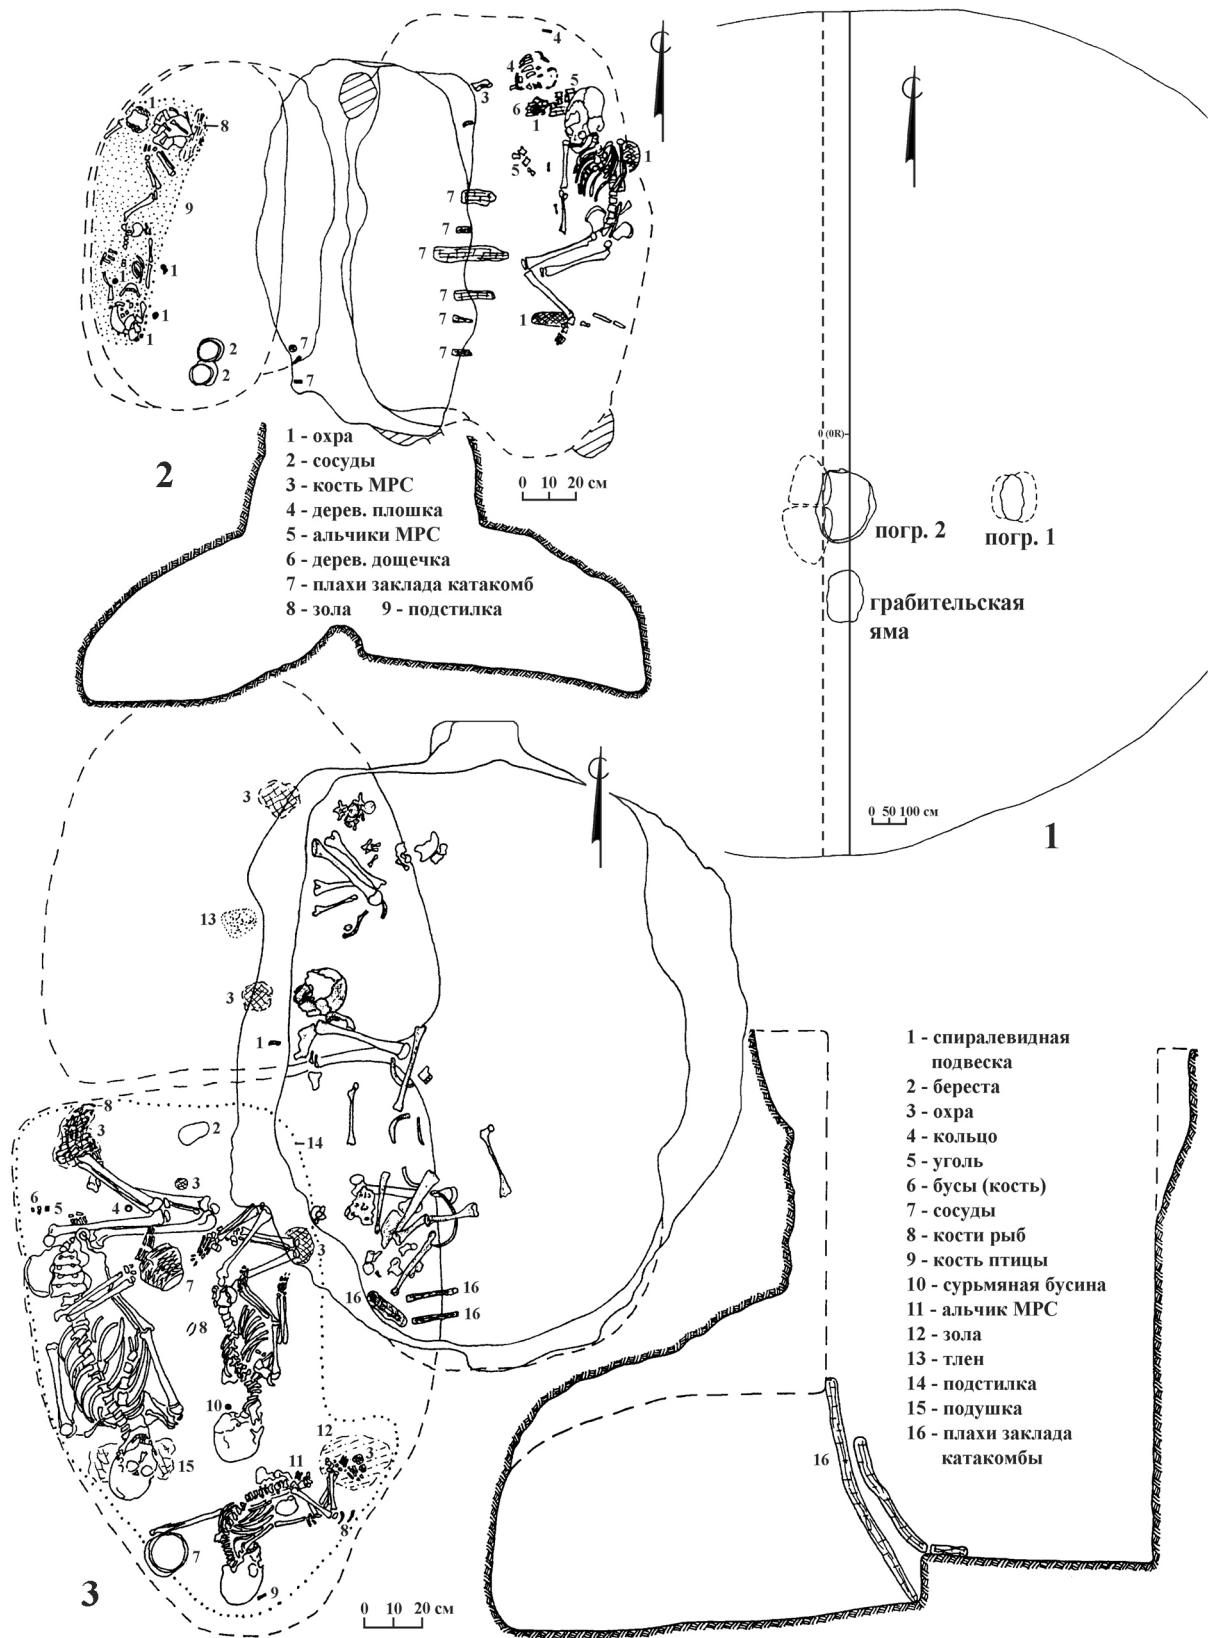 4
1
4
5
3
6
1
8
1
5
7
9
7
7
1
1
7
1
7
1
1
7
2
7
7
2
7
1 - охра
2 - сосуды
3 - кость МРС
4 - дерев. плошка
5 - альчики МРС
6 - дерев. дощечка
7 - плахи заклада катакомб
8 - зола 9 - подстилка
2
0 10 20 см
0 (0R)
погр. 2
погр. 1
грабительская
яма
0 50 100 см
1
3
13
3
1
8
3
2
14
3
6
5
4
3
7
16
16
16
8
10
12
3
15
11
8
7
9
3
0 10 20 см
16
1 - спиралевидная
подвеска
2 - береста
3 - охра
4 - кольцо
5 - уголь
6 - бусы (кость)
7 - сосуды
8 - кости рыб
9 - кость птицы
10 - сурьмяная бусина
11 - альчик МРС
12 - зола
13 - тлен
14 - подстилка
15 - подушка
16 - плахи заклада
катакомбы